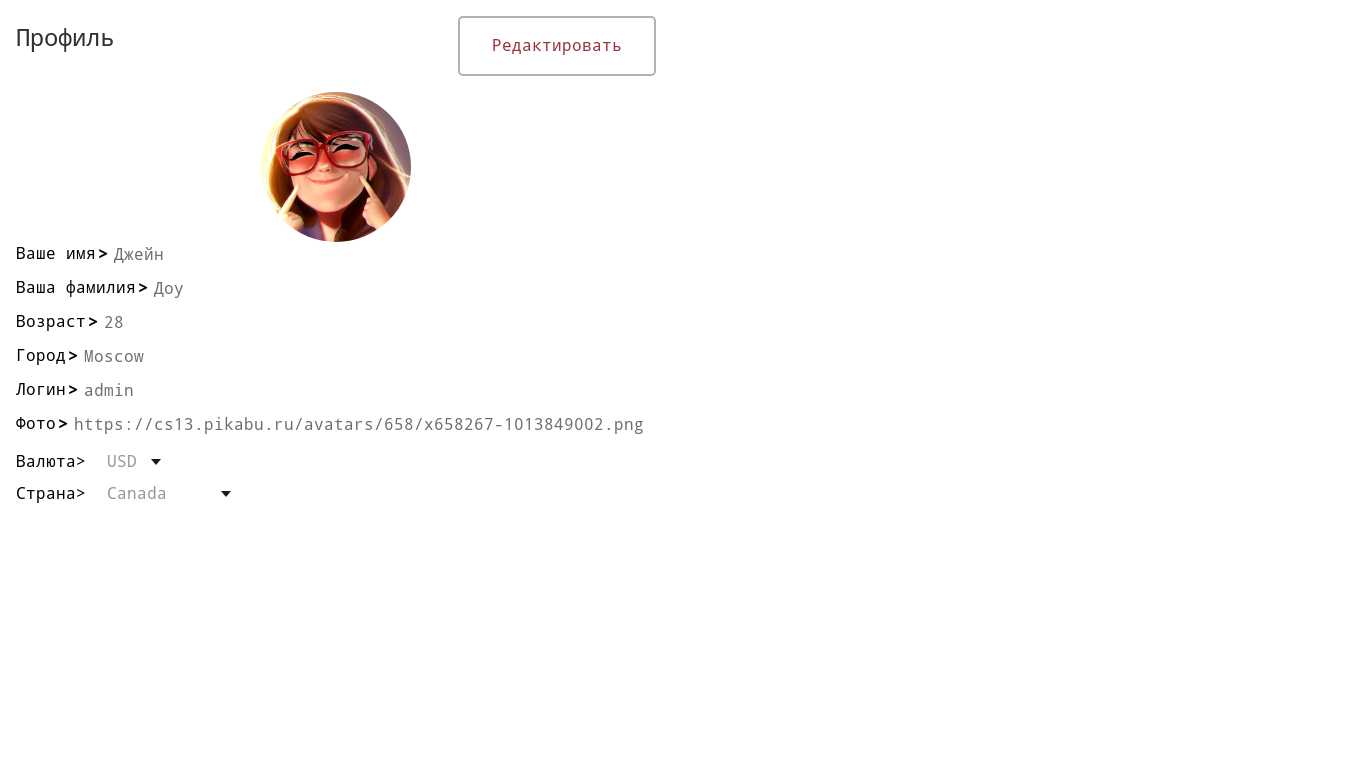 Профиль
Редактировать
Ваше имя> Джейн
Ваша фамилия> Доу
Возраст> 28
Город> Moscow
Логин> admin
Фото> https://cs13.pikabu.ru/avatars/658/x658267-1013849002.png
Валюта> USD
Страна> Canada